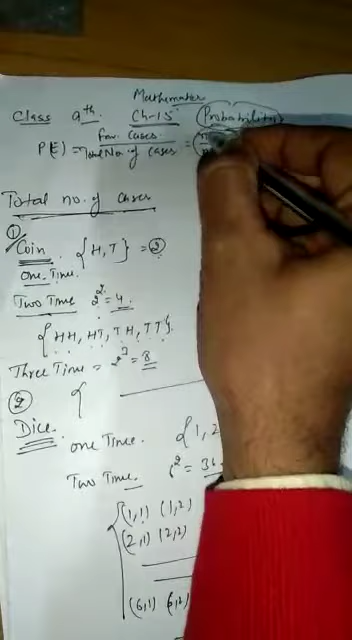 Mathematics
Class 9th. Ch-15 Probability
Fav. Cases.
P(E) = Total No. of cases =
Total no. of cases
① Coin. {H, T} = ②
One Time.
Two Time 2² = 4.
{HH, HT, TH, TT}.
Three Time = 2³ = 8
{
② Dice. one Time. {1, 2
Two Time. 6² = 36
{(1,1) (1,2)
(2,1) (2,2)
(6,1) (6,2)